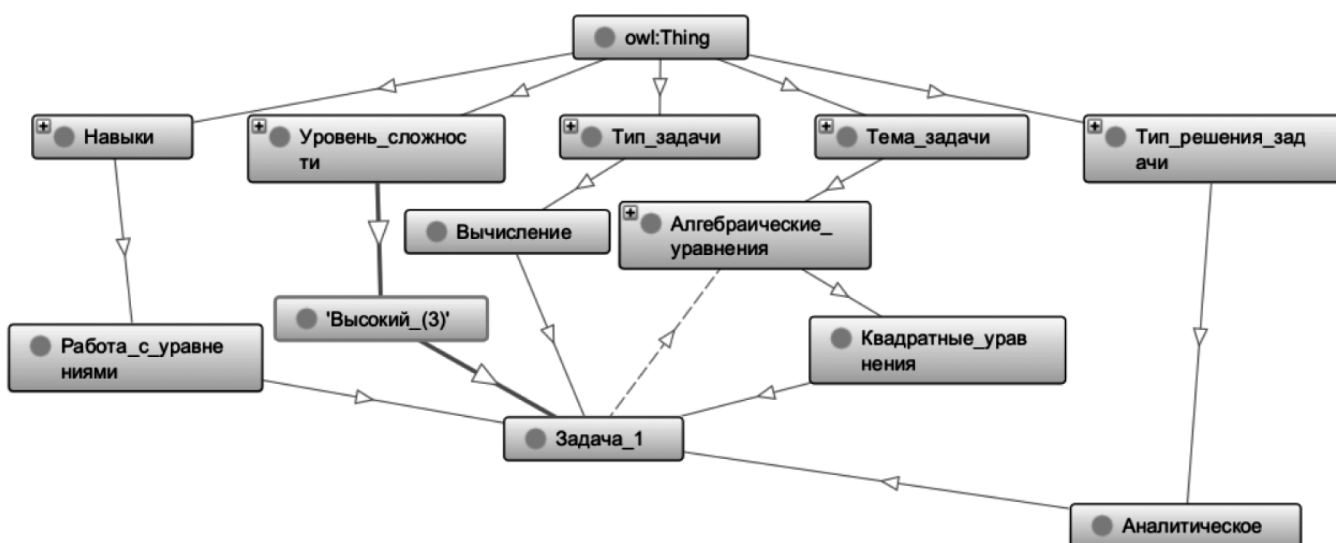 owl:Thing
Навыки
Уровень_сложнос
ти
Тип_задачи
Тема_задачи
Тип_решения_зад
ачи
Вычисление
Алгебраические_
уравнения
'Высокий_(3)'
Работа_с_уравне
ниями
Квадратные_урав
нения
Задача_1
Аналитическое